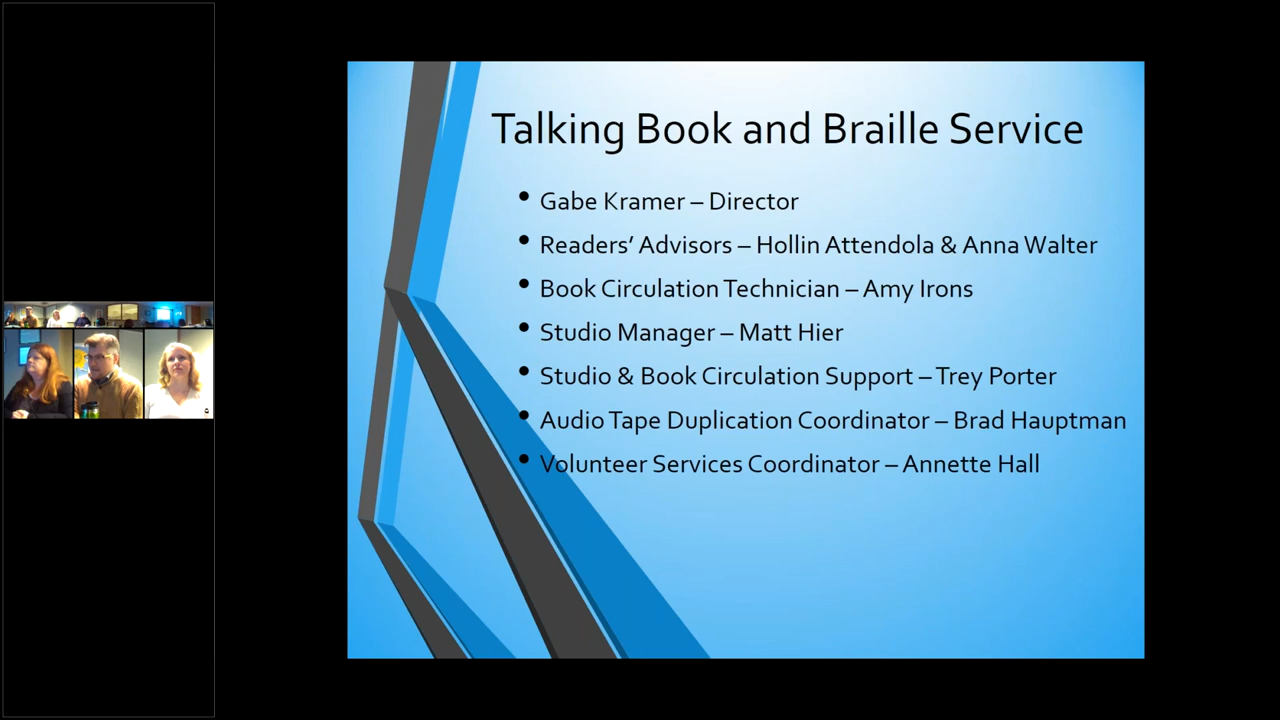 Talking Book and Braille Service
• Gabe Kramer – Director
• Readers’ Advisors – Hollin Attendola & Anna Walter
• Book Circulation Technician – Amy Irons
• Studio Manager – Matt Hier
• Studio & Book Circulation Support – Trey Porter
• Audio Tape Duplication Coordinator – Brad Hauptman
• Volunteer Services Coordinator – Annette Hall